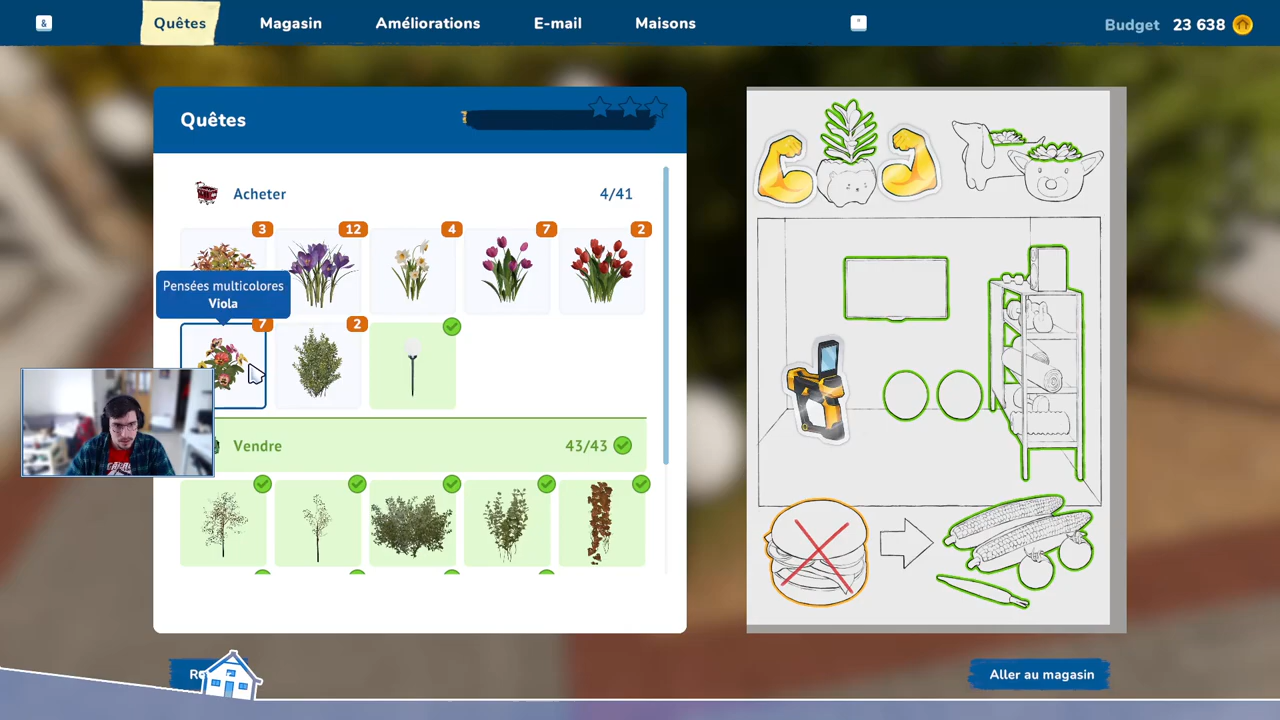 &
Quêtes
Magasin
Améliorations
E-mail
Maisons
"
Budget 23 638
Quêtes
Acheter
4/41
3
12
4
7
2
Pensées multicolores
Viola
7
2
Vendre
43/43
Aller au magasin